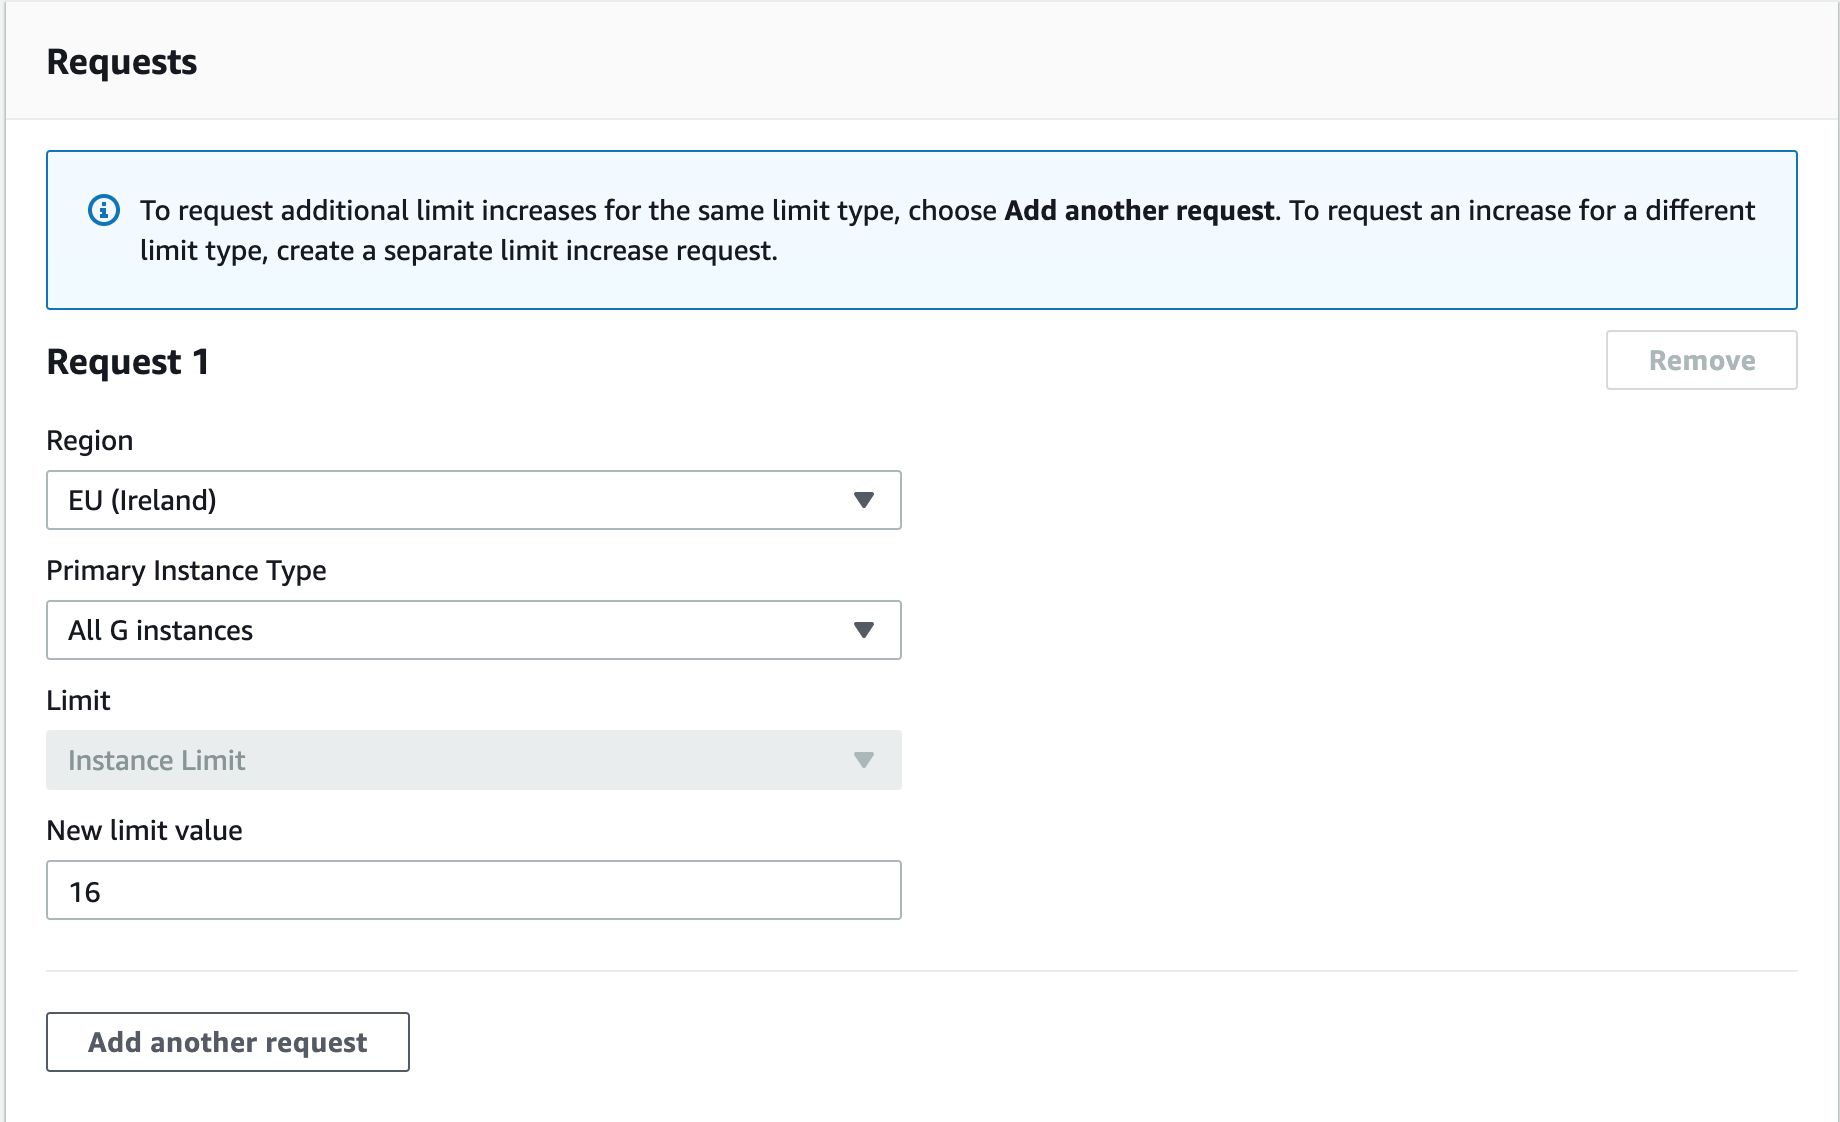 Requests
To request additional limit increases for the same limit type, choose Add another request. To request an increase for a different
limit type, create a separate limit increase request.
Request 1
Remove
Region
EU (Ireland)
Primary Instance Type
All G instances
Limit
Instance Limit
New limit value
16
Add another request